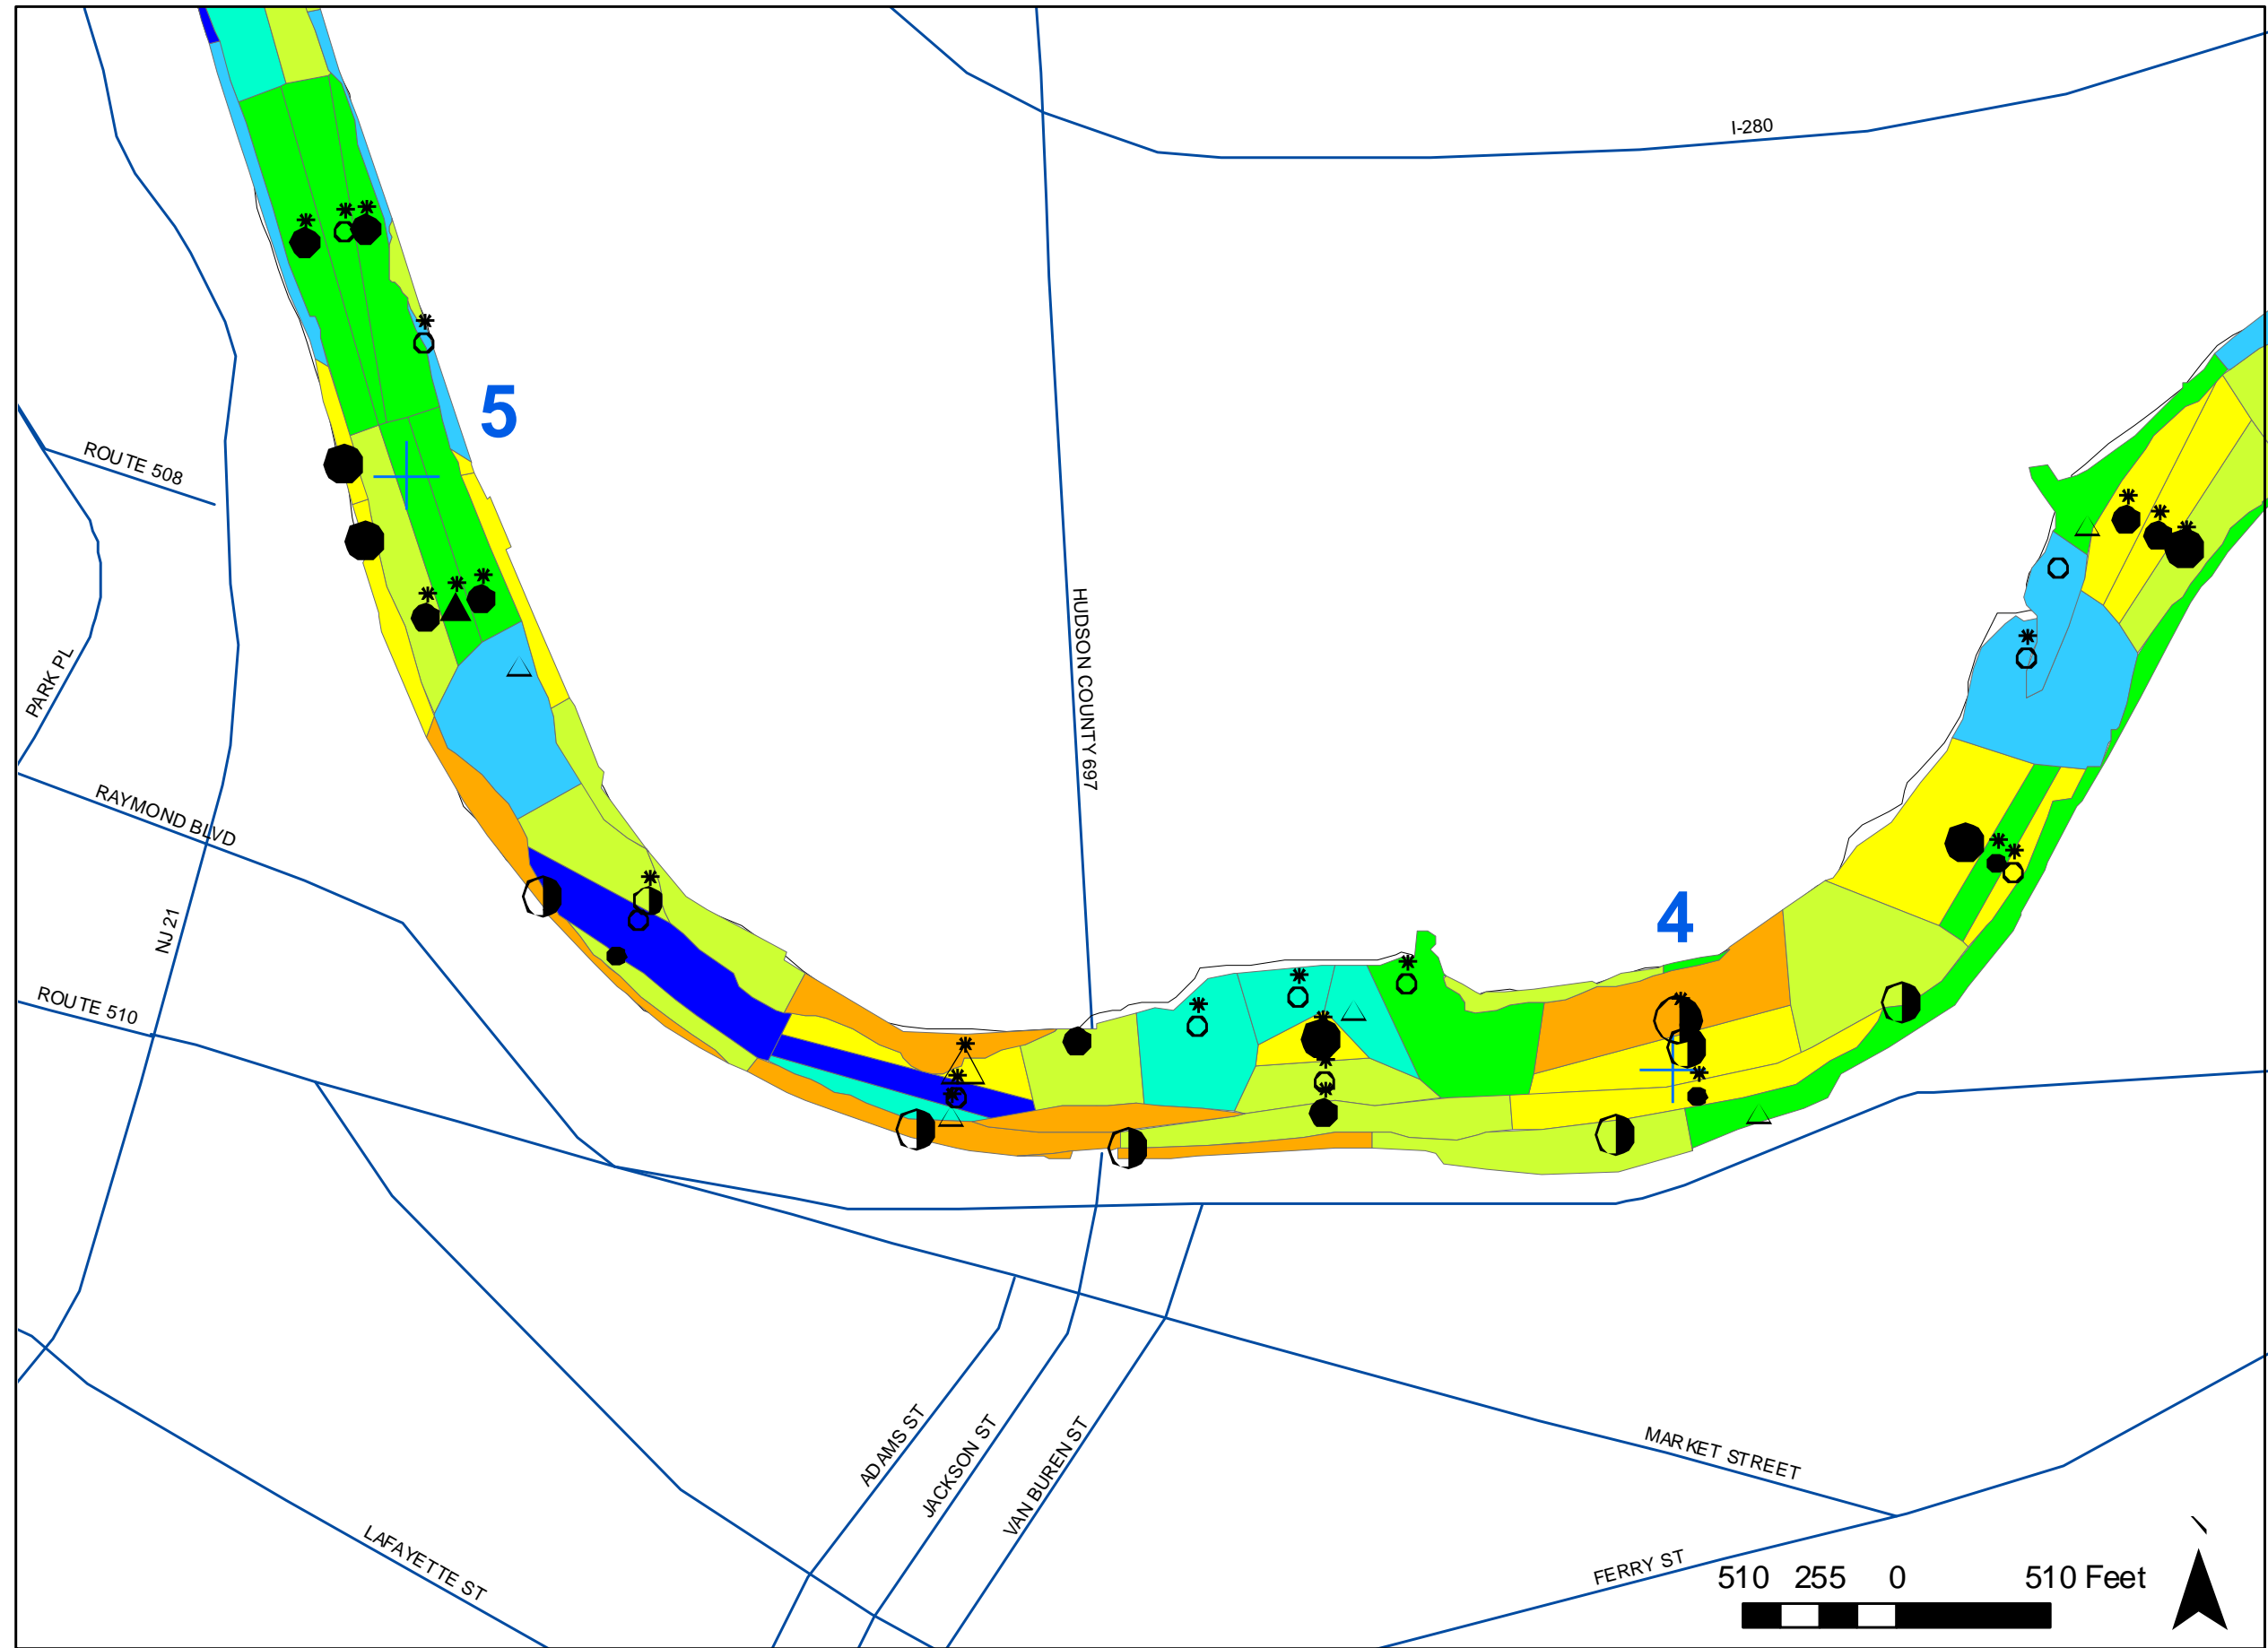 I-280
5
ROUTE 508
HUDSON COUNTY 697
PARK PL
RAYMOND BLVD
4
NJ 21
ROUTE 510
ADAMS ST
JACKSON ST
VAN BUREN ST
MARKET STREET
LAFAYETTE ST
FERRY ST
510 255 0 510 Feet